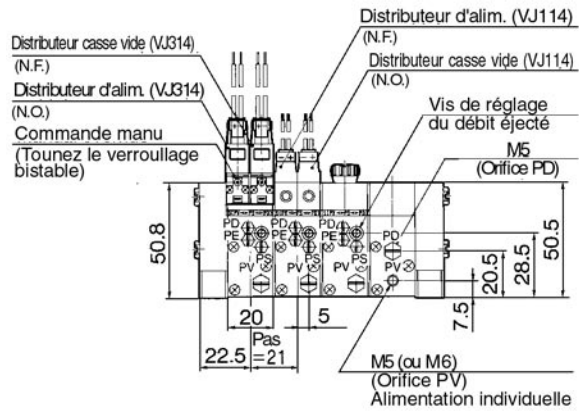 Distributeur d'alim. (VJ114)
(N.F.)
Distributeur casse vide (VJ314)
(N.F.)
Distributeur casse vide (VJ114)
(N.O.)
Distributeur d'alim. (VJ314)
(N.O.)
Vis de réglage
du débit éjecté
Commande manu
(Tounez le verroullage
bistable)
M5
(Orifice PD)
50.8
PD
PE
PD
PE
PD
PE
PD
PS
PS
PS
PV
PV
PV
PV
20.5
28.5
50.5
7.5
20
5
Pas
=21
22.5
M5 (ou M6)
(Orifice PV)
Alimentation individuelle